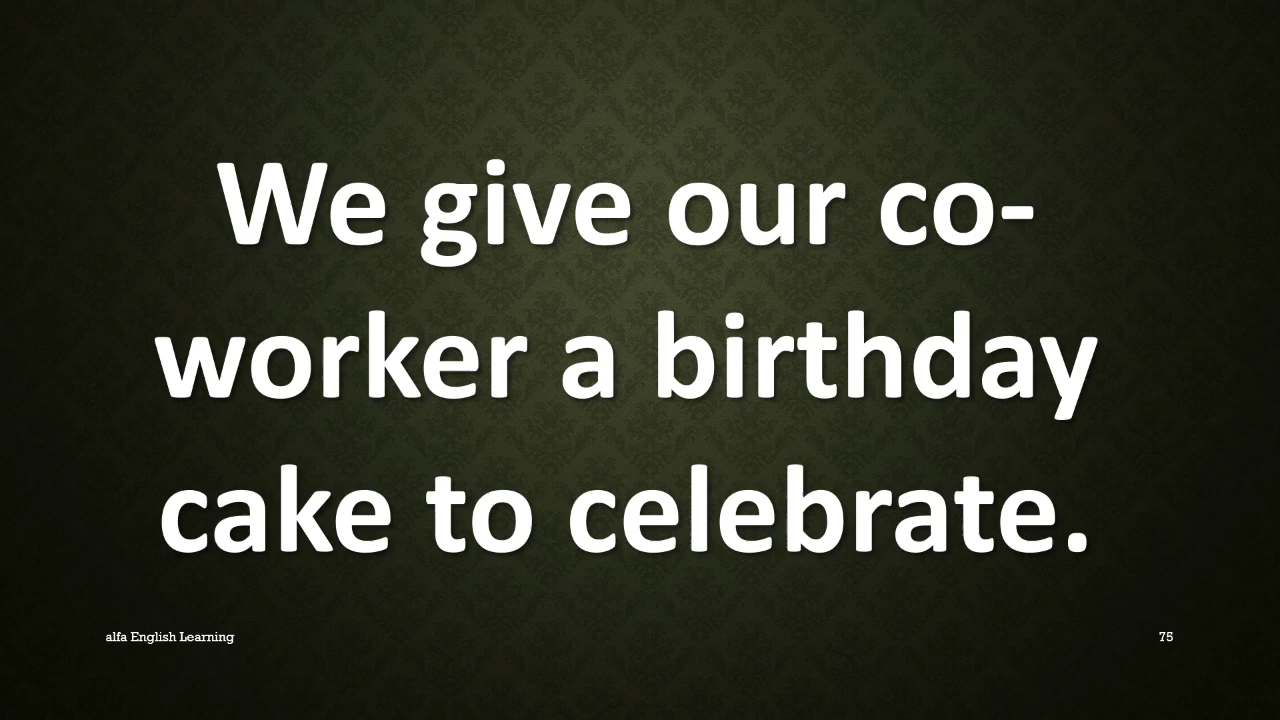 We give our co-
worker a birthday
cake to celebrate.
alfa English Learning
75